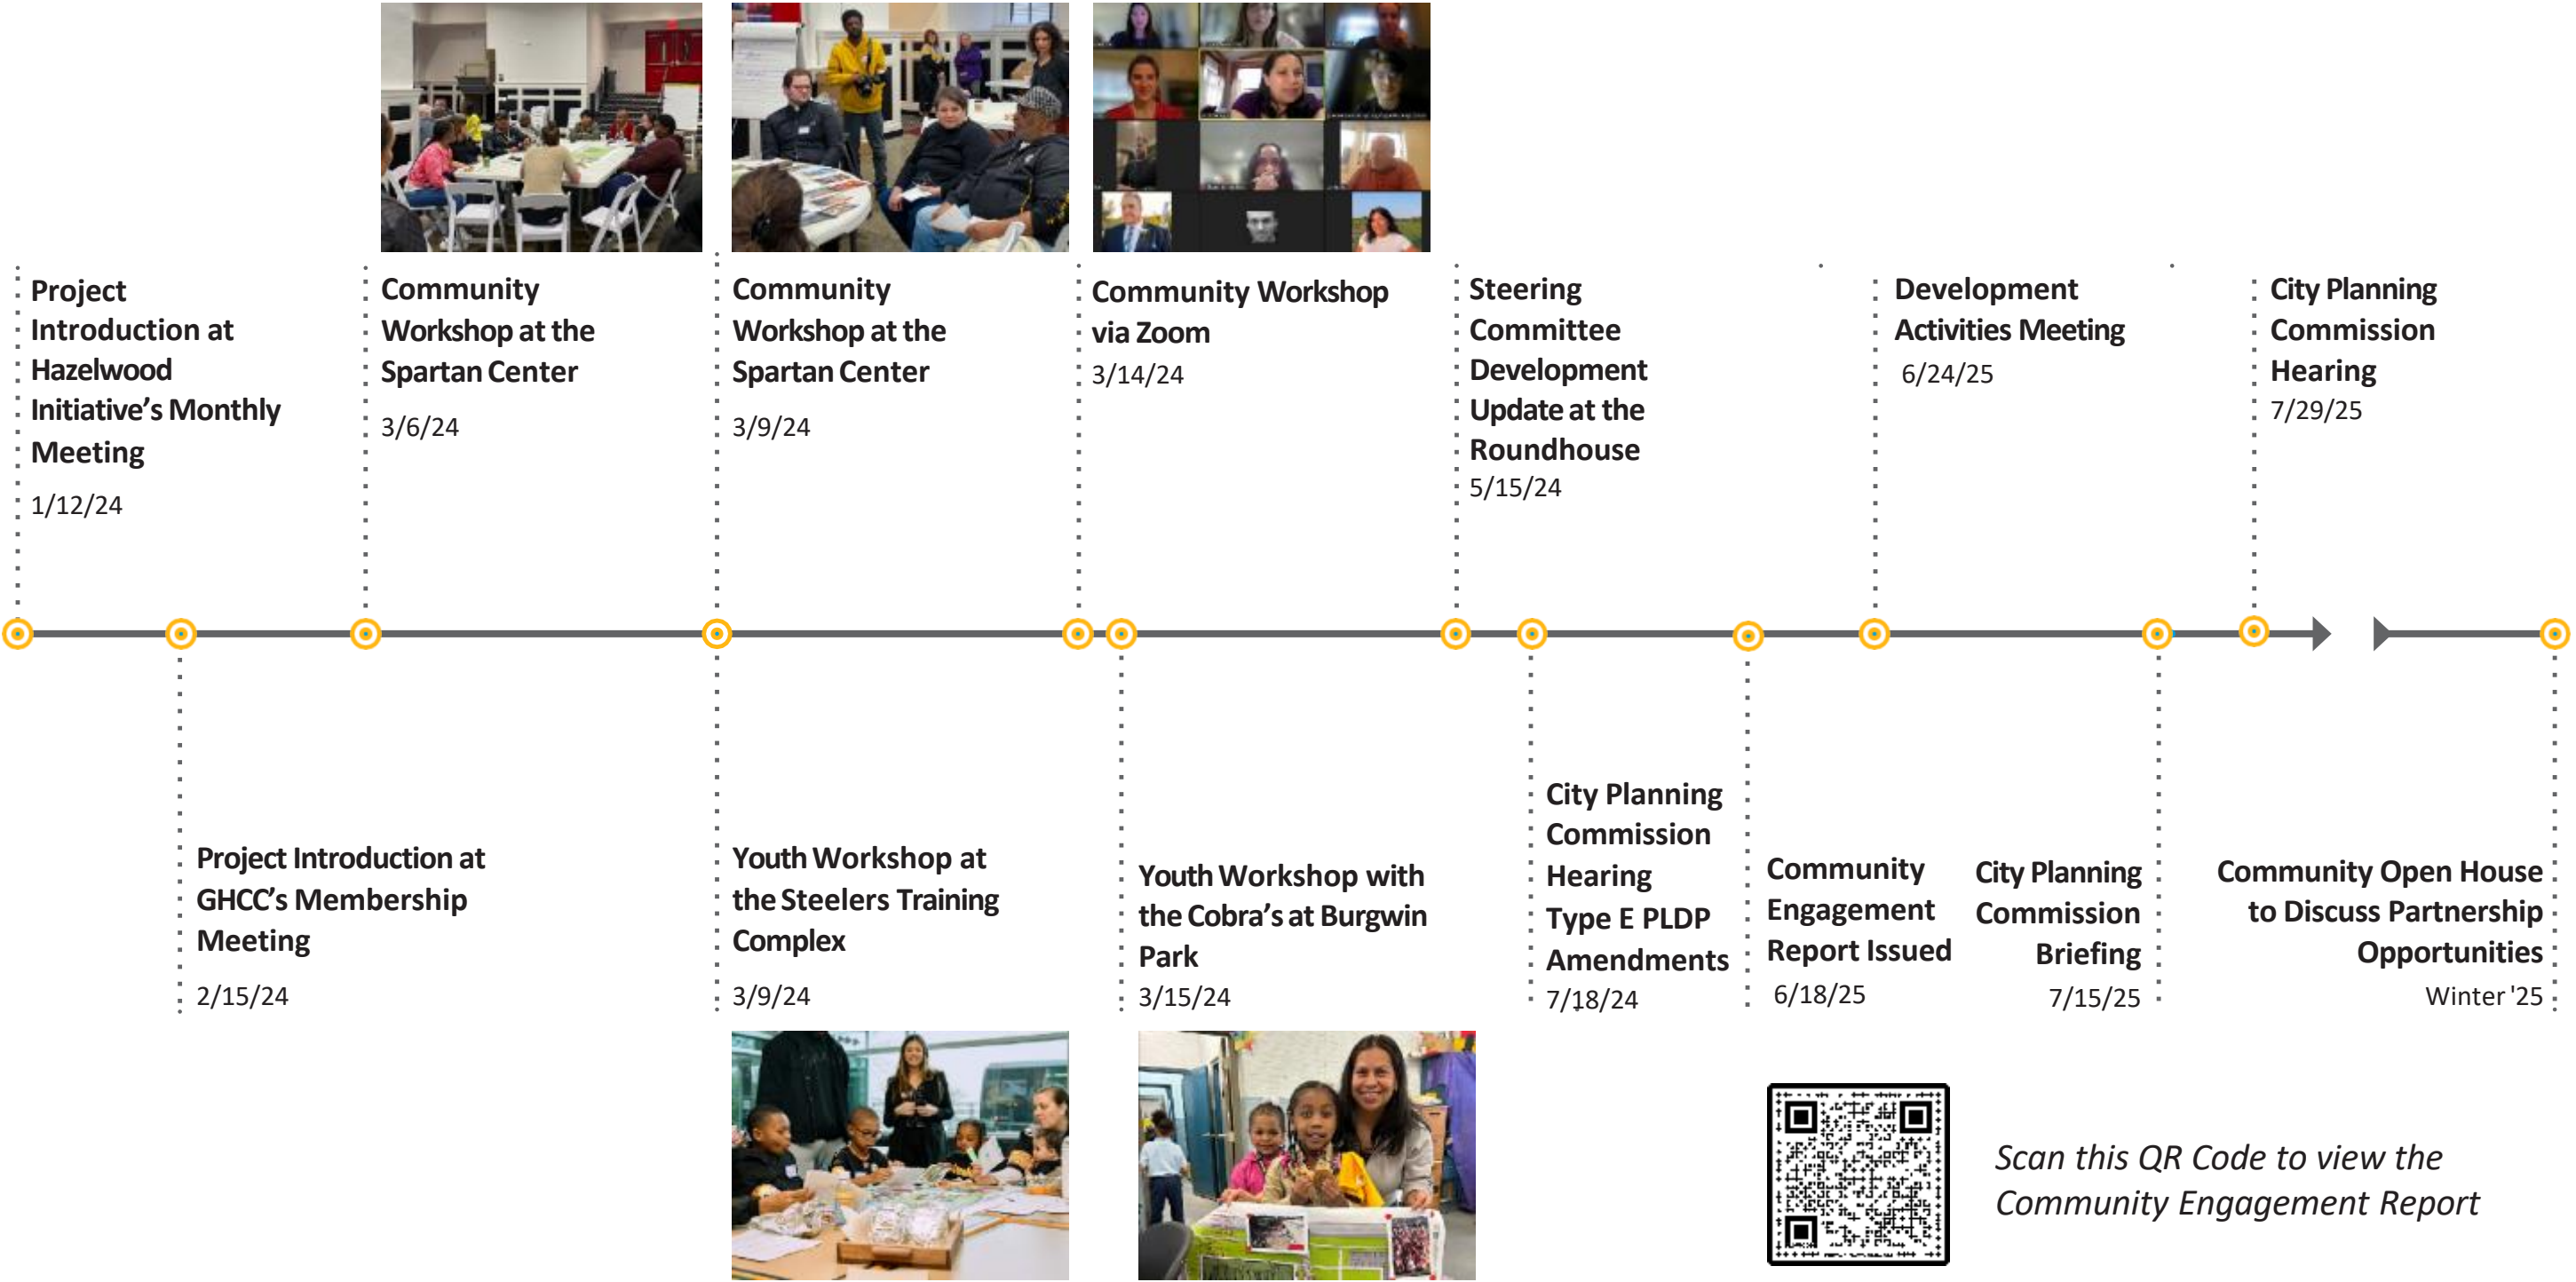 Project
Introduction at
Hazelwood
Initiative's Monthly
Meeting
1/12/24
Community
Workshop at the
Spartan Center
3/6/24
Community
Workshop at the
Spartan Center
3/9/24
Community Workshop
via Zoom
3/14/24
Steering
Committee
Development
Update at the
Roundhouse
5/15/24
Development
Activities Meeting
6/24/25
City Planning
Commission
Hearing
7/29/25
Project Introduction at
GHCC's Membership
Meeting
2/15/24
Youth Workshop at
the Steelers Training
Complex
3/9/24
Youth Workshop with
the Cobra's at Burgwin
Park
3/15/24
City Planning
Commission
Hearing
Type E PLDP
Amendments
7/18/24
Community
Engagement
Report Issued
6/18/25
City Planning
Commission
Briefing
7/15/25
Community Open House
to Discuss Partnership
Opportunities
Winter '25
Scan this QR Code to view the
Community Engagement Report